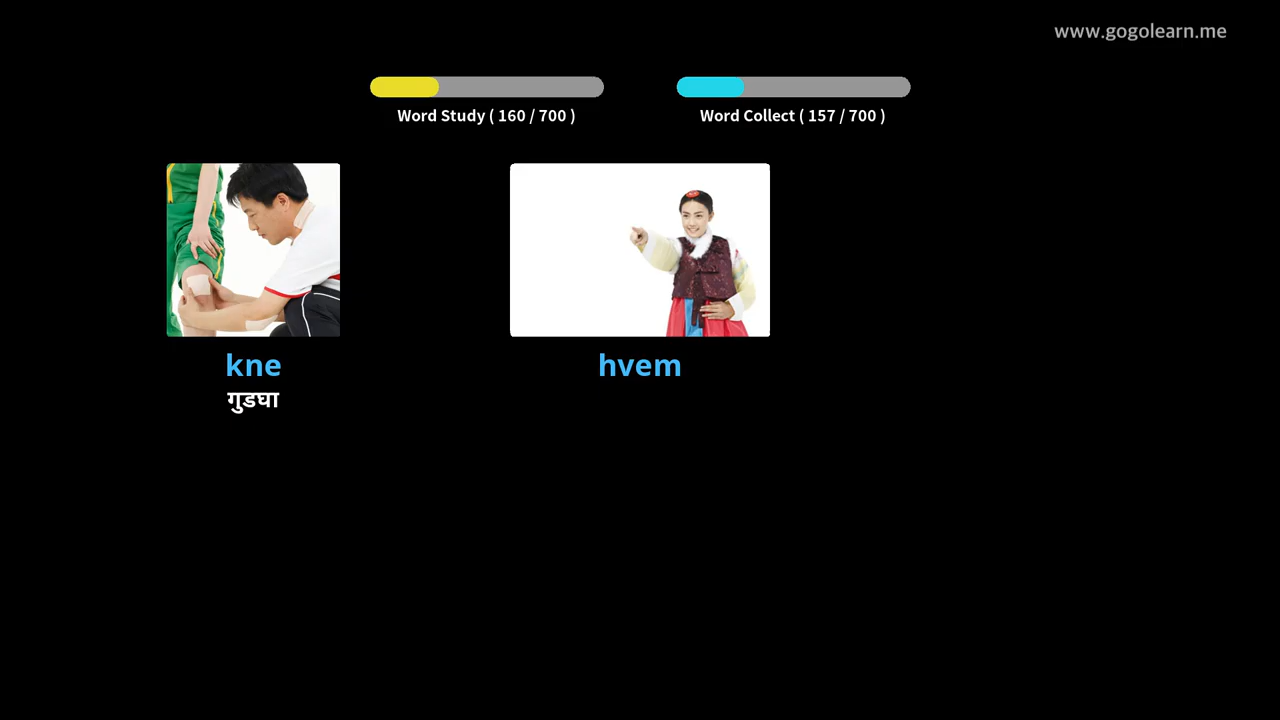 www.gogolearn.me
Word Study ( 160 / 700 )
Word Collect ( 157 / 700 )
kne
hvem
गुडघा